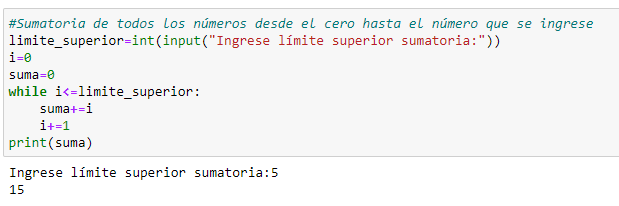 #Sumatoria de todos los números desde el cero hasta el número que se ingrese
limite_superior=int(input("Ingrese límite superior sumatoria:"))
i=0
suma=0
while i<=limite_superior:
    suma+=i
    i+=1
print(suma)
Ingrese límite superior sumatoria:5
15